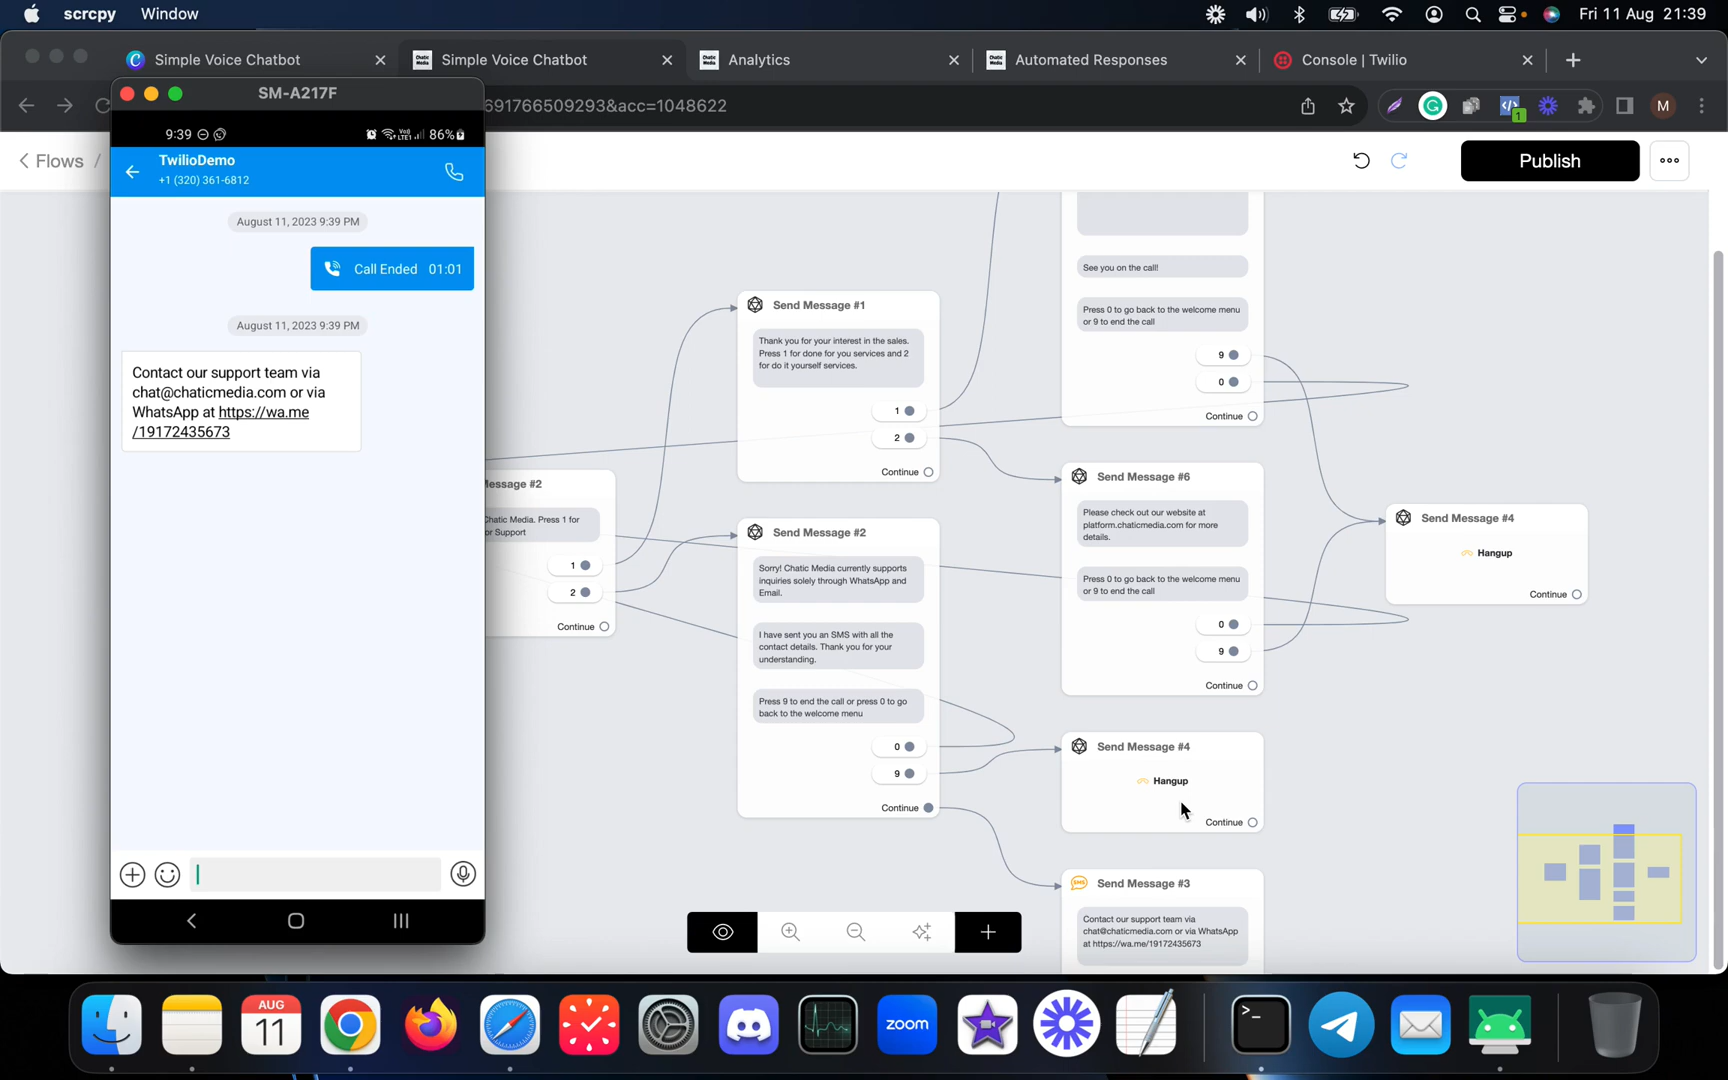 scrcpy Window
Fri 11 Aug 21:39
Simple Voice Chatbot
Simple Voice Chatbot
Analytics
Automated Responses
Console | Twilio
691766509293&acc=1048622
1
M
SM-A217F
9:39
86%
TwilioDemo
+1 (320) 361-6812
August 11, 2023 9:39 PM
Call Ended 01:01
August 11, 2023 9:39 PM
Contact our support team via
chat@chaticmedia.com or via
WhatsApp at https://wa.me
/19172435673
Flows /
Publish
Message #2
Chatic Media. Press 1 for
or Support
1
2
Continue
Send Message #1
Thank you for your interest in the sales.
Press 1 for done for you services and 2
for do it yourself services.
1
2
Continue
Send Message #2
Sorry! Chatic Media currently supports
inquiries solely through WhatsApp and
Email.
I have sent you an SMS with all the
contact details. Thank you for your
understanding.
Press 9 to end the call or press 0 to go
back to the welcome menu
0
9
Continue
See you on the call!
Press 0 to go back to the welcome menu
or 9 to end the call
9
0
Continue
Send Message #6
Please check out our website at
platform.chaticmedia.com for more
details.
Press 0 to go back to the welcome menu
or 9 to end the call
0
9
Continue
Send Message #4
Hangup
Continue
SMS
Send Message #3
Contact our support team via
chat@chaticmedia.com or via WhatsApp
at https://wa.me/19172435673
Send Message #4
Hangup
Continue
AUG
11
zoom